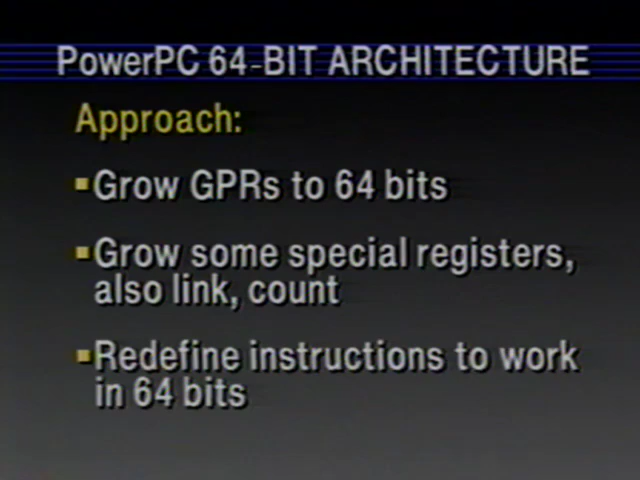 PowerPC 64-BIT ARCHITECTURE
Approach:
▪Grow GPRs to 64 bits
▪Grow some special registers,
also link, count
▪Redefine instructions to work
in 64 bits